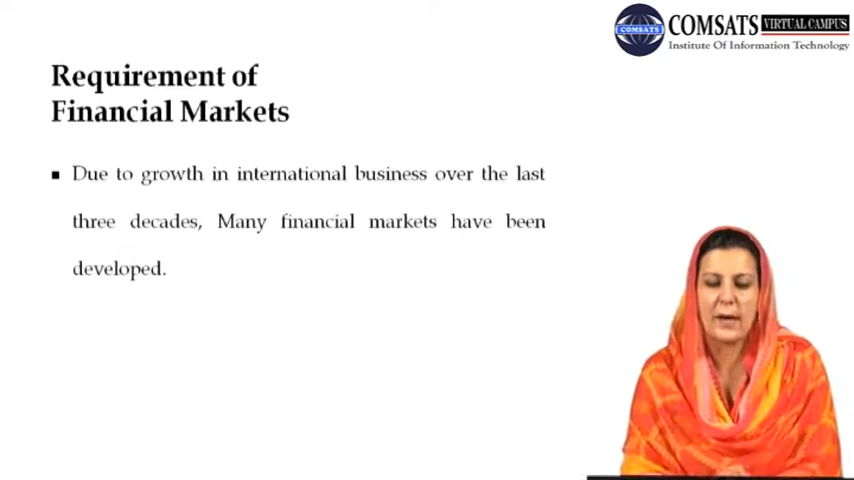 COMSATS VIRTUAL CAMPUS
COMSATS
Institute Of Information Technology
Requirement of
Financial Markets
Due to growth in international business over the last
three decades, Many financial markets have been
developed.